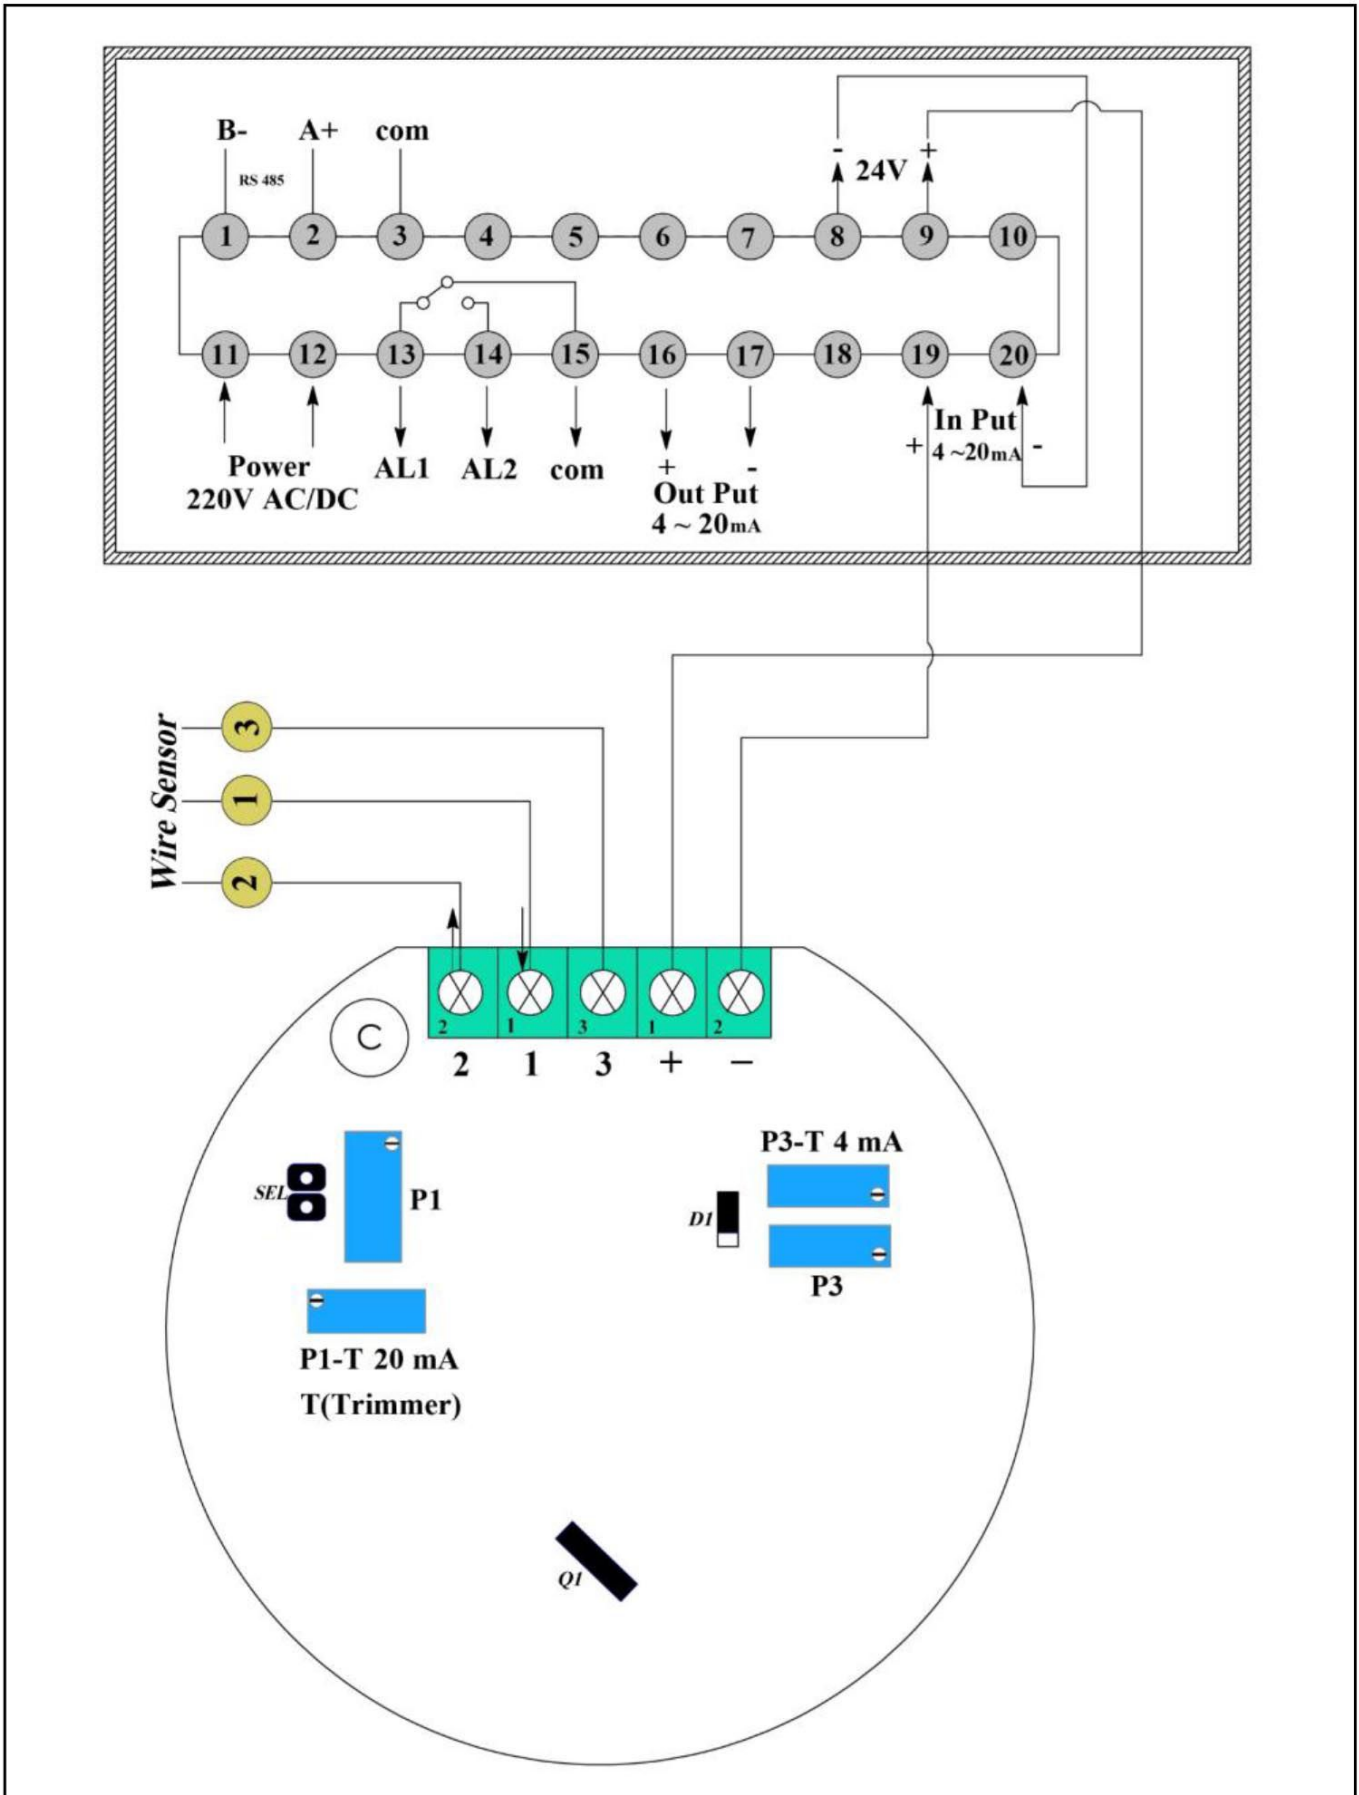 B- A+ com
RS 485
- 24V +
1 2 3 4 5 6 7 8 9 10
11 12 13 14 15 16 17 18 19 20
Power
220V AC/DC
AL1 AL2 com
+ -
Out Put
4 ~ 20mA
In Put
+ 4 ~20mA -
Wire Sensor
3
1
2
2 1 3 1 2
2 1 3 + −
C
SEL
P1
P1-T 20 mA
T(Trimmer)
P3-T 4 mA
D1
P3
Q1